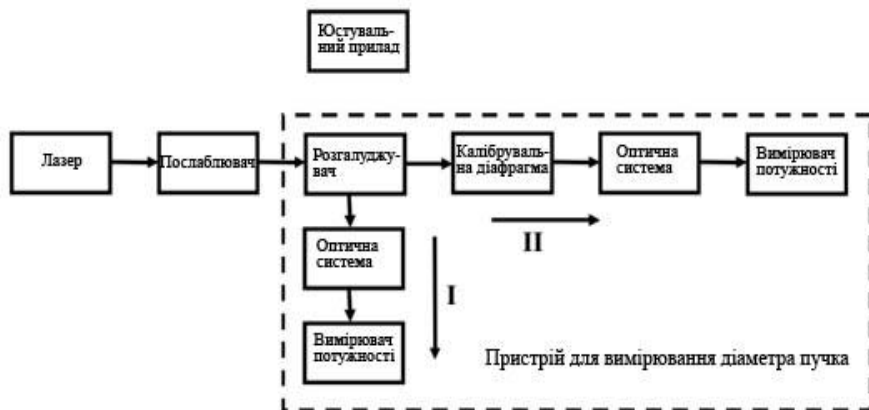 Юстуваль-
ний прилад
Лазер
Послаблювач
Розгалуджу-
вач
Калібруваль-
на діафрагма
Оптична
система
Вимірювач
потужності
Оптична
система
II
I
Вимірювач
потужності
Пристрій для вимірювання діаметра пучка